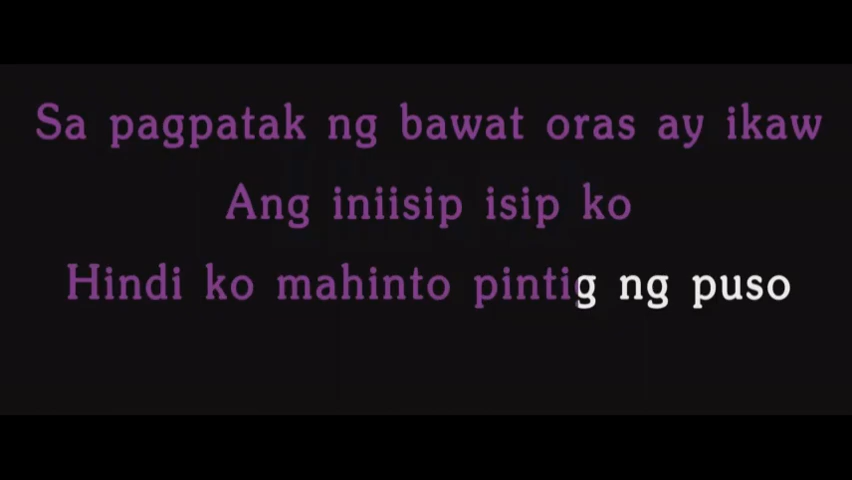 Sa pagpatak ng bawat oras ay ikaw
Ang iniisip isip ko
Hindi ko mahinto pintig ng puso